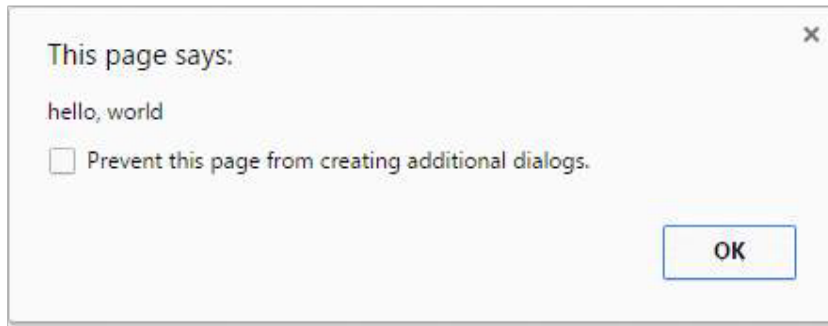 This page says:
hello, world
Prevent this page from creating additional dialogs.
OK